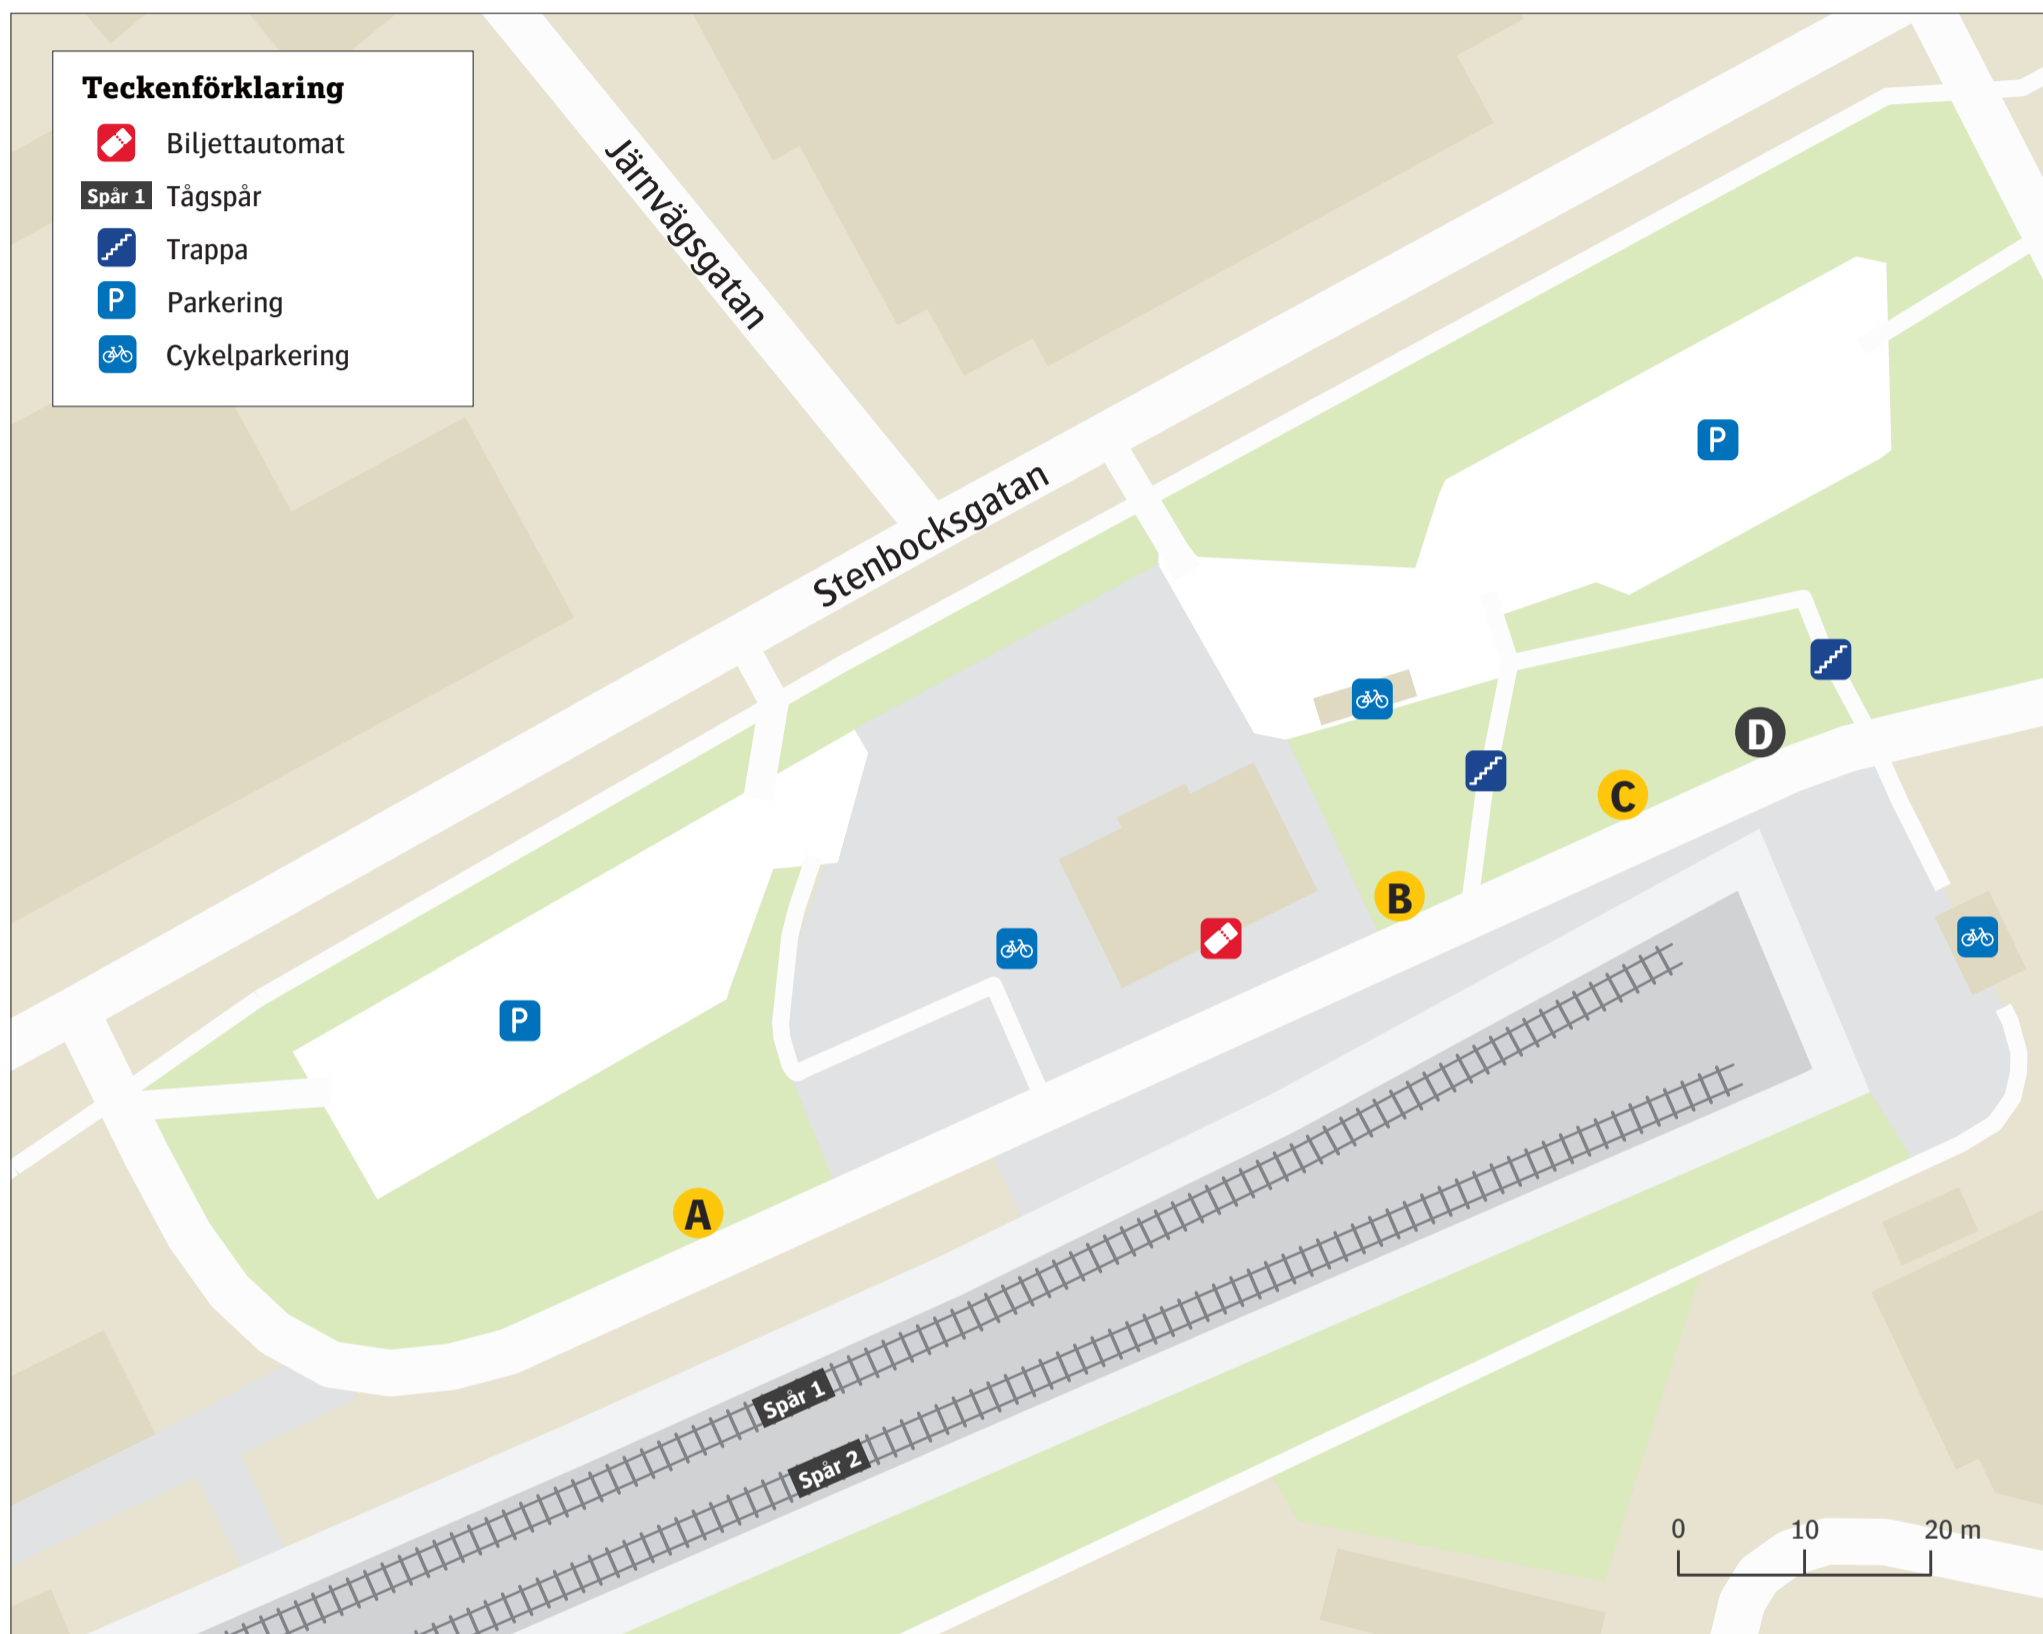 Teckenförklaring
Biljettautomat
Spår 1 Tågspår
Trappa
P Parkering
Cykelparkering
Järnvägsgatan
Stenbocksgatan
P
D
C
B
P
A
Spår 1
Spår 2
0 10 20 m